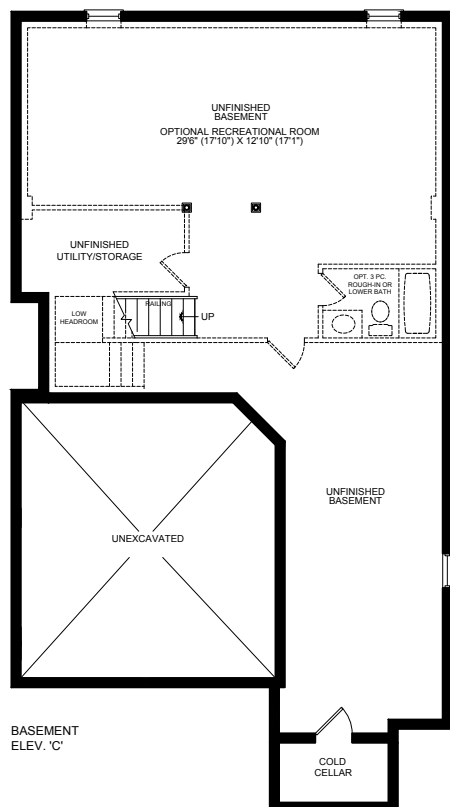 UNFINISHED
BASEMENT
OPTIONAL RECREATIONAL ROOM
29'6" (17'10") X 12'10" (17'1")
UNFINISHED
UTILITY/STORAGE
OPT. 3 PC.
ROUGH-IN OR
LOWER BATH
LOW
HEADROOM
RAILING
UP
UNFINISHED
BASEMENT
UNEXCAVATED
BASEMENT
ELEV. 'C'
COLD
CELLAR